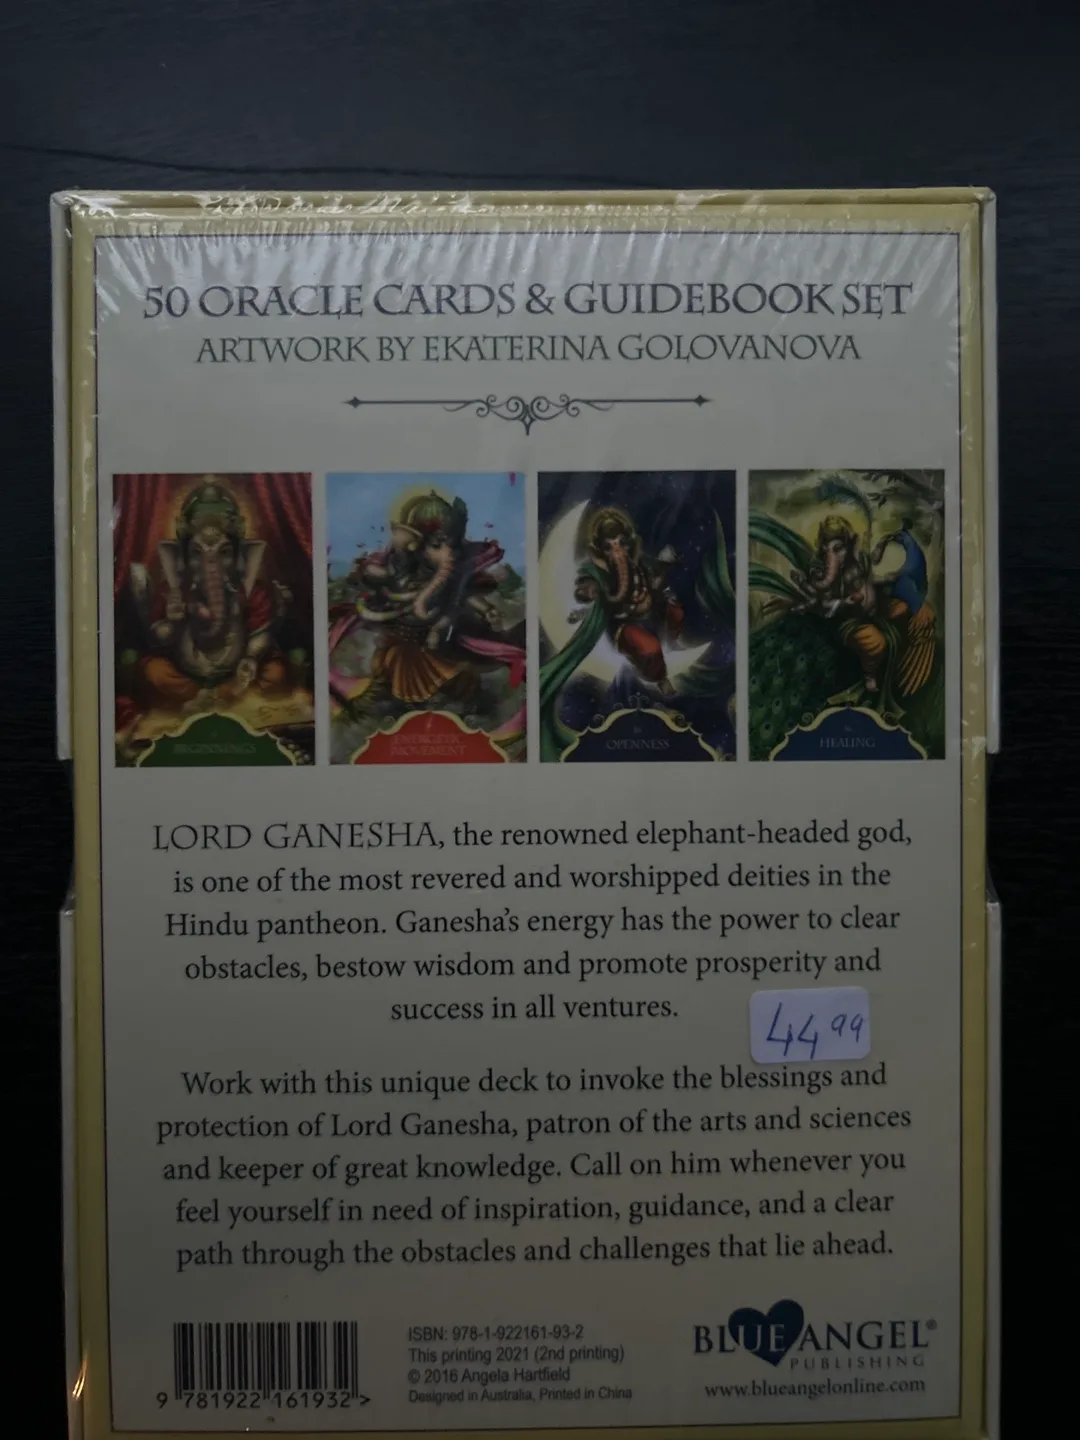 50 ORACLE CARDS & GUIDEBOOK SET
ARTWORK BY EKATERINA GOLOVANOVA
BEGINNINGS
ENERGETIC
MOVEMENT
OPENNESS
HEALING
LORD GANESHA, the renowned elephant-headed god,
is one of the most revered and worshipped deities in the
Hindu pantheon. Ganesha's energy has the power to clear
obstacles, bestow wisdom and promote prosperity and
success in all ventures.
44 99
Work with this unique deck to invoke the blessings and
protection of Lord Ganesha, patron of the arts and sciences
and keeper of great knowledge. Call on him whenever you
feel yourself in need of inspiration, guidance, and a clear
path through the obstacles and challenges that lie ahead.
9 781922 161932 >
ISBN: 978-1-922161-93-2
This printing 2021 (2nd printing)
© 2016 Angela Hartfield
Designed in Australia, Printed in China
BLUE ANGEL®
PUBLISHING
www.blueangelonline.com